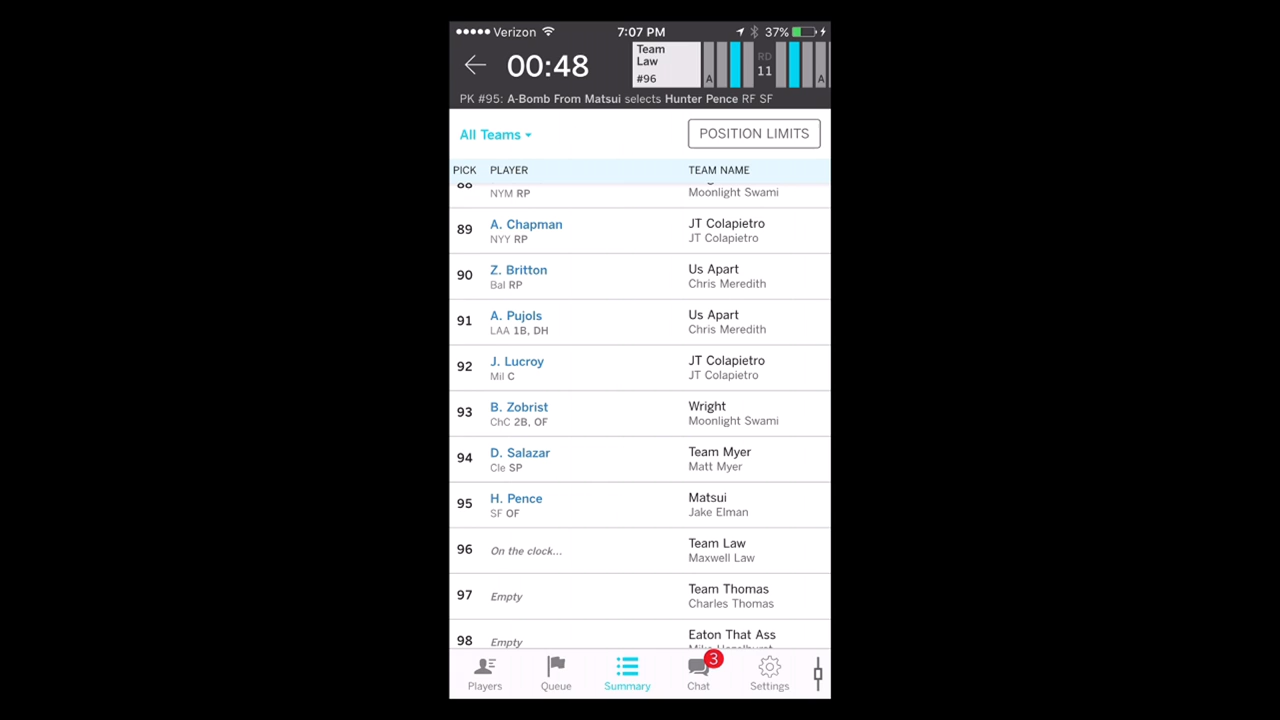 Verizon 7:07 PM 37%
00:48
Team
Law
#96
A
RD
11
A
PK #95: A-Bomb From Matsui selects Hunter Pence RF SF
All Teams
POSITION LIMITS
PICK PLAYER TEAM NAME
88
NYM RP Moonlight Swami
89 A. Chapman JT Colapietro
NYY RP JT Colapietro
90 Z. Britton Us Apart
Bal RP Chris Meredith
91 A. Pujols Us Apart
LAA 1B, DH Chris Meredith
92 J. Lucroy JT Colapietro
Mil C JT Colapietro
93 B. Zobrist Wright
ChC 2B, OF Moonlight Swami
94 D. Salazar Team Myer
Cle SP Matt Myer
95 H. Pence Matsui
SF OF Jake Elman
96 On the clock... Team Law
Maxwell Law
97 Empty Team Thomas
Charles Thomas
98 Empty Eaton That Ass
3
Players Queue Summary Chat Settings